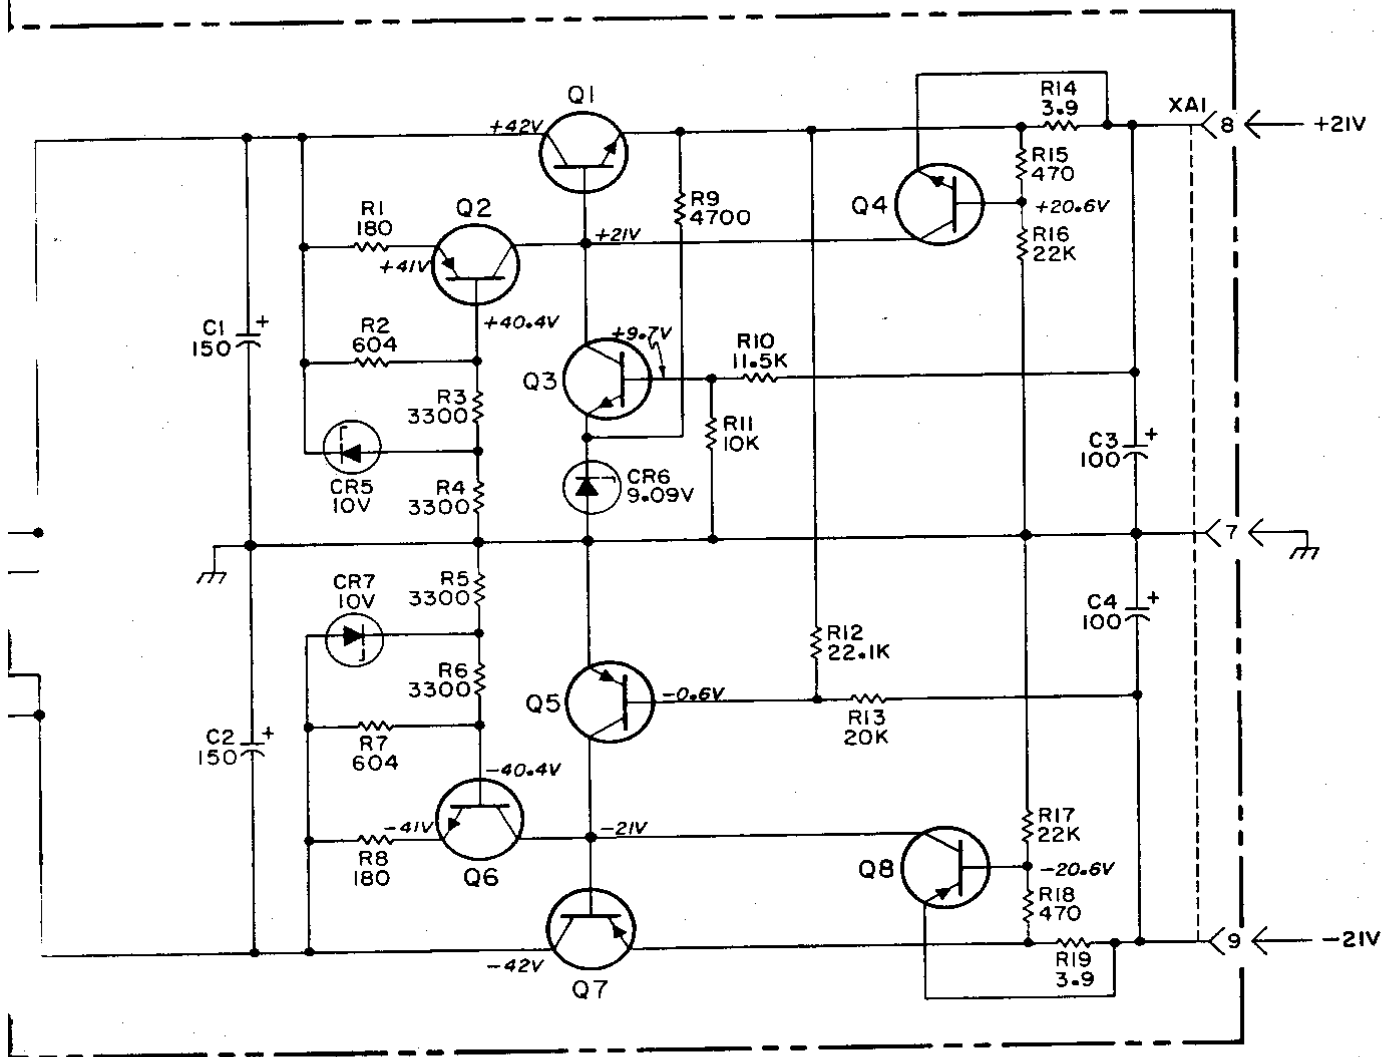 Q1
+42V
R14
3.9
XA1
8
+21V
R1
180
Q2
+41V
+21V
R9
4700
Q4
R15
470
+20.6V
R16
22K
+40.4V
C1
150
+
R2
604
R3
3300
Q3
+9.7V
R10
11.5K
R11
10K
C3
100
+
CR5
10V
R4
3300
CR6
9.09V
7
CR7
10V
R5
3300
C4
100
+
R6
3300
R12
22.1K
Q5
-0.6V
R13
20K
C2
150
+
R7
604
-40.4V
-41V
-21V
R8
180
Q6
Q8
R17
22K
-20.6V
R18
470
9
-21V
R19
3.9
-42V
Q7